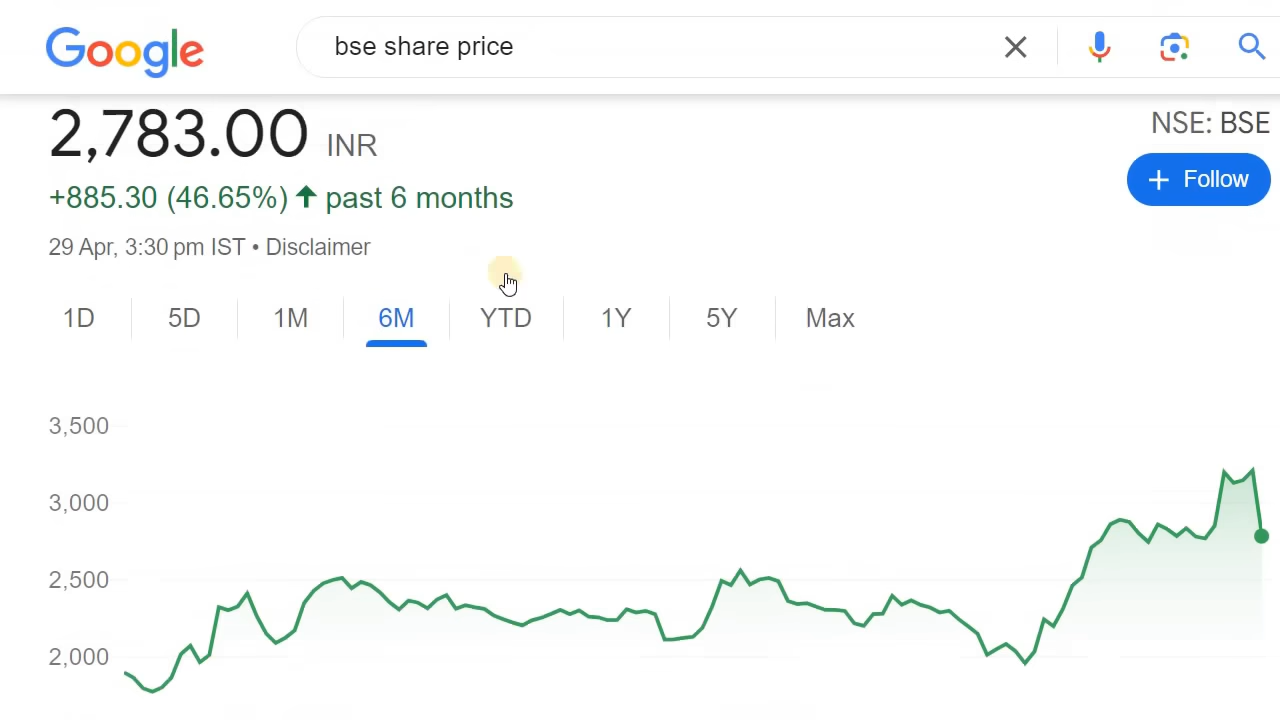 Google
bse share price
2,783.00 INR
NSE: BSE
+885.30 (46.65%) past 6 months
+ Follow
29 Apr, 3:30 pm IST • Disclaimer
1D 5D 1M 6M YTD 1Y 5Y Max
3,500
3,000
2,500
2,000